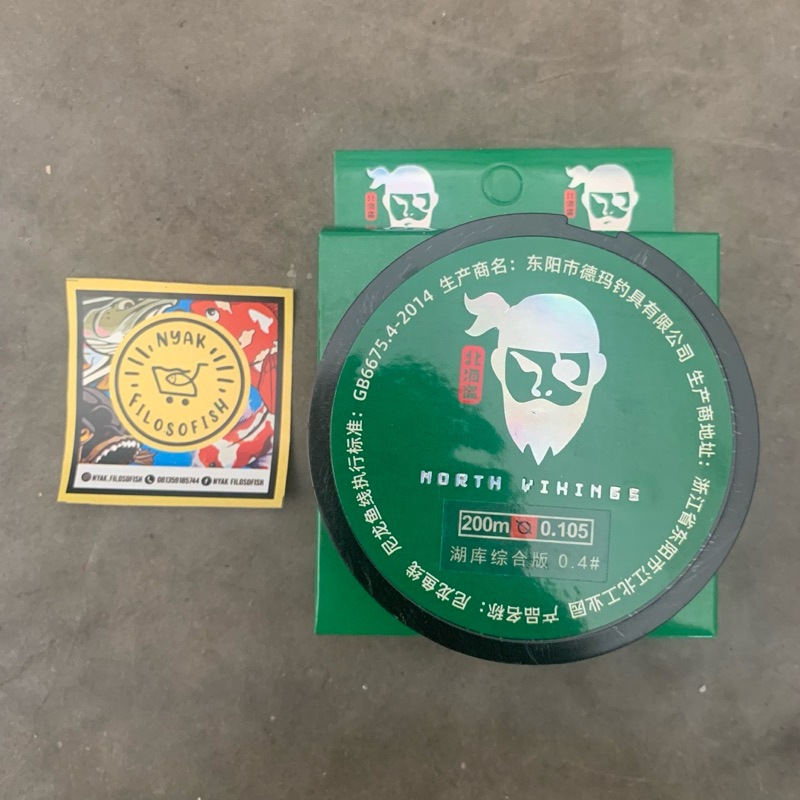 NYAK
FILOSOFISH
NYAK.FILOSOFISH 081359185744 NYAK FILOSOFISH
生产商名：东阳市德玛钓具有限公司 生产商地址：浙江省东阳市江北工业园 产品名称：尼龙鱼线 尼龙鱼线执行标准：GB6675.4-2014
北海盗
NORTH VIKINGS
200m 0.105
湖库综合版 0.4#